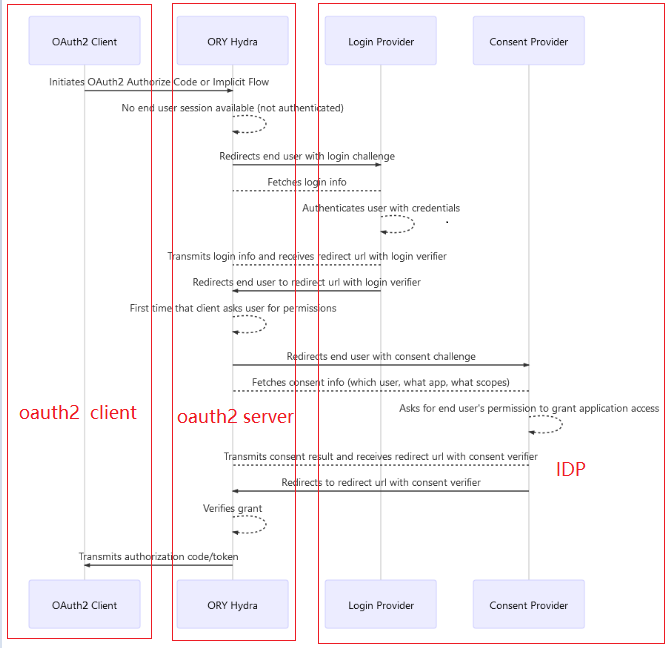 OAuth2 Client
ORY Hydra
Login Provider
Consent Provider
Initiates OAuth2 Authorize Code or Implicit Flow
No end user session available (not authenticated)
Redirects end user with login challenge
Fetches login info
Authenticates user with credentials
Transmits login info and receives redirect url with login verifier
Redirects end user to redirect url with login verifier
First time that client asks user for permissions
Redirects end user with consent challenge
Fetches consent info (which user, what app, what scopes)
Asks for end user's permission to grant application access
oauth2 client
oauth2 server
Transmits consent result and receives redirect url with consent verifier
IDP
Redirects to redirect url with consent verifier
Verifies grant
Transmits authorization code/token
OAuth2 Client
ORY Hydra
Login Provider
Consent Provider